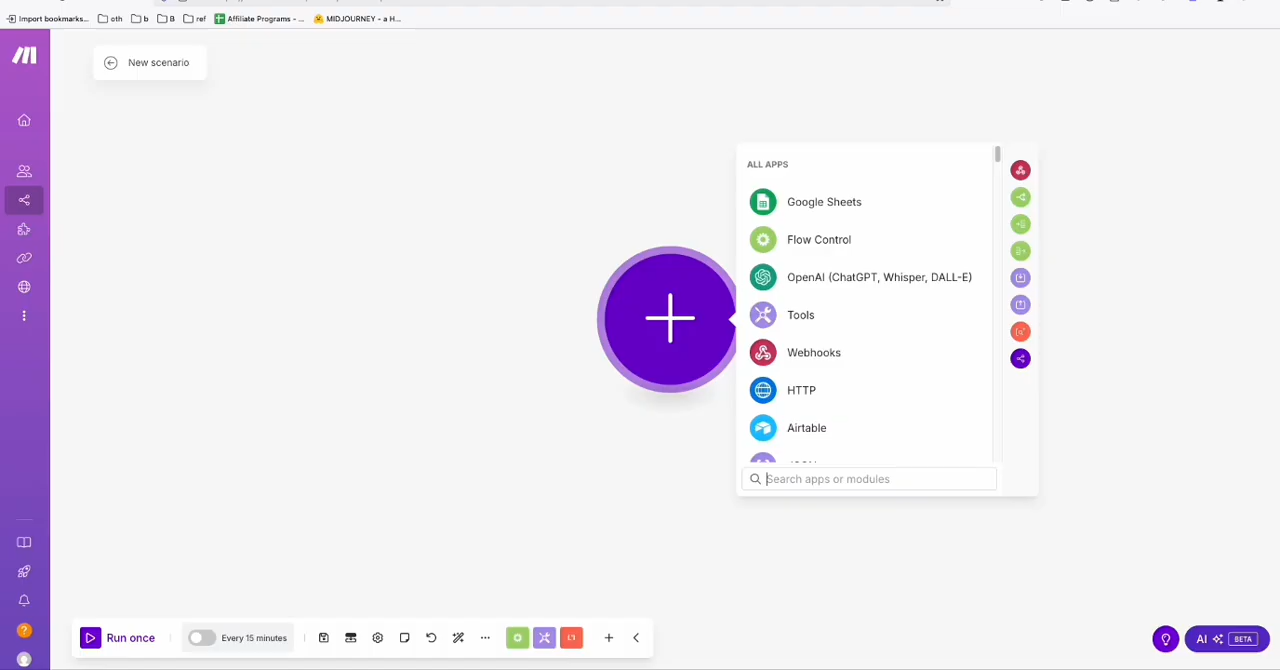 Import bookmarks... cth b B ref Affiliate Programs - ... MIDJOURNEY - a H...
New scenario
ALL APPS
Google Sheets
Flow Control
OpenAI (ChatGPT, Whisper, DALL-E)
Tools
Webhooks
HTTP
Airtable
Search apps or modules
Run once
Every 15 minutes
AI BETA